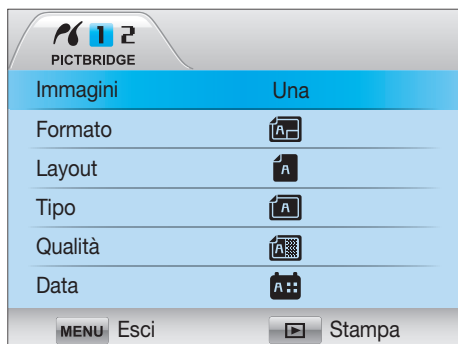 1 2
PICTBRIDGE
Immagini Una
Formato A
Layout A
Tipo A
Qualità A
Data A
MENU Esci Stampa